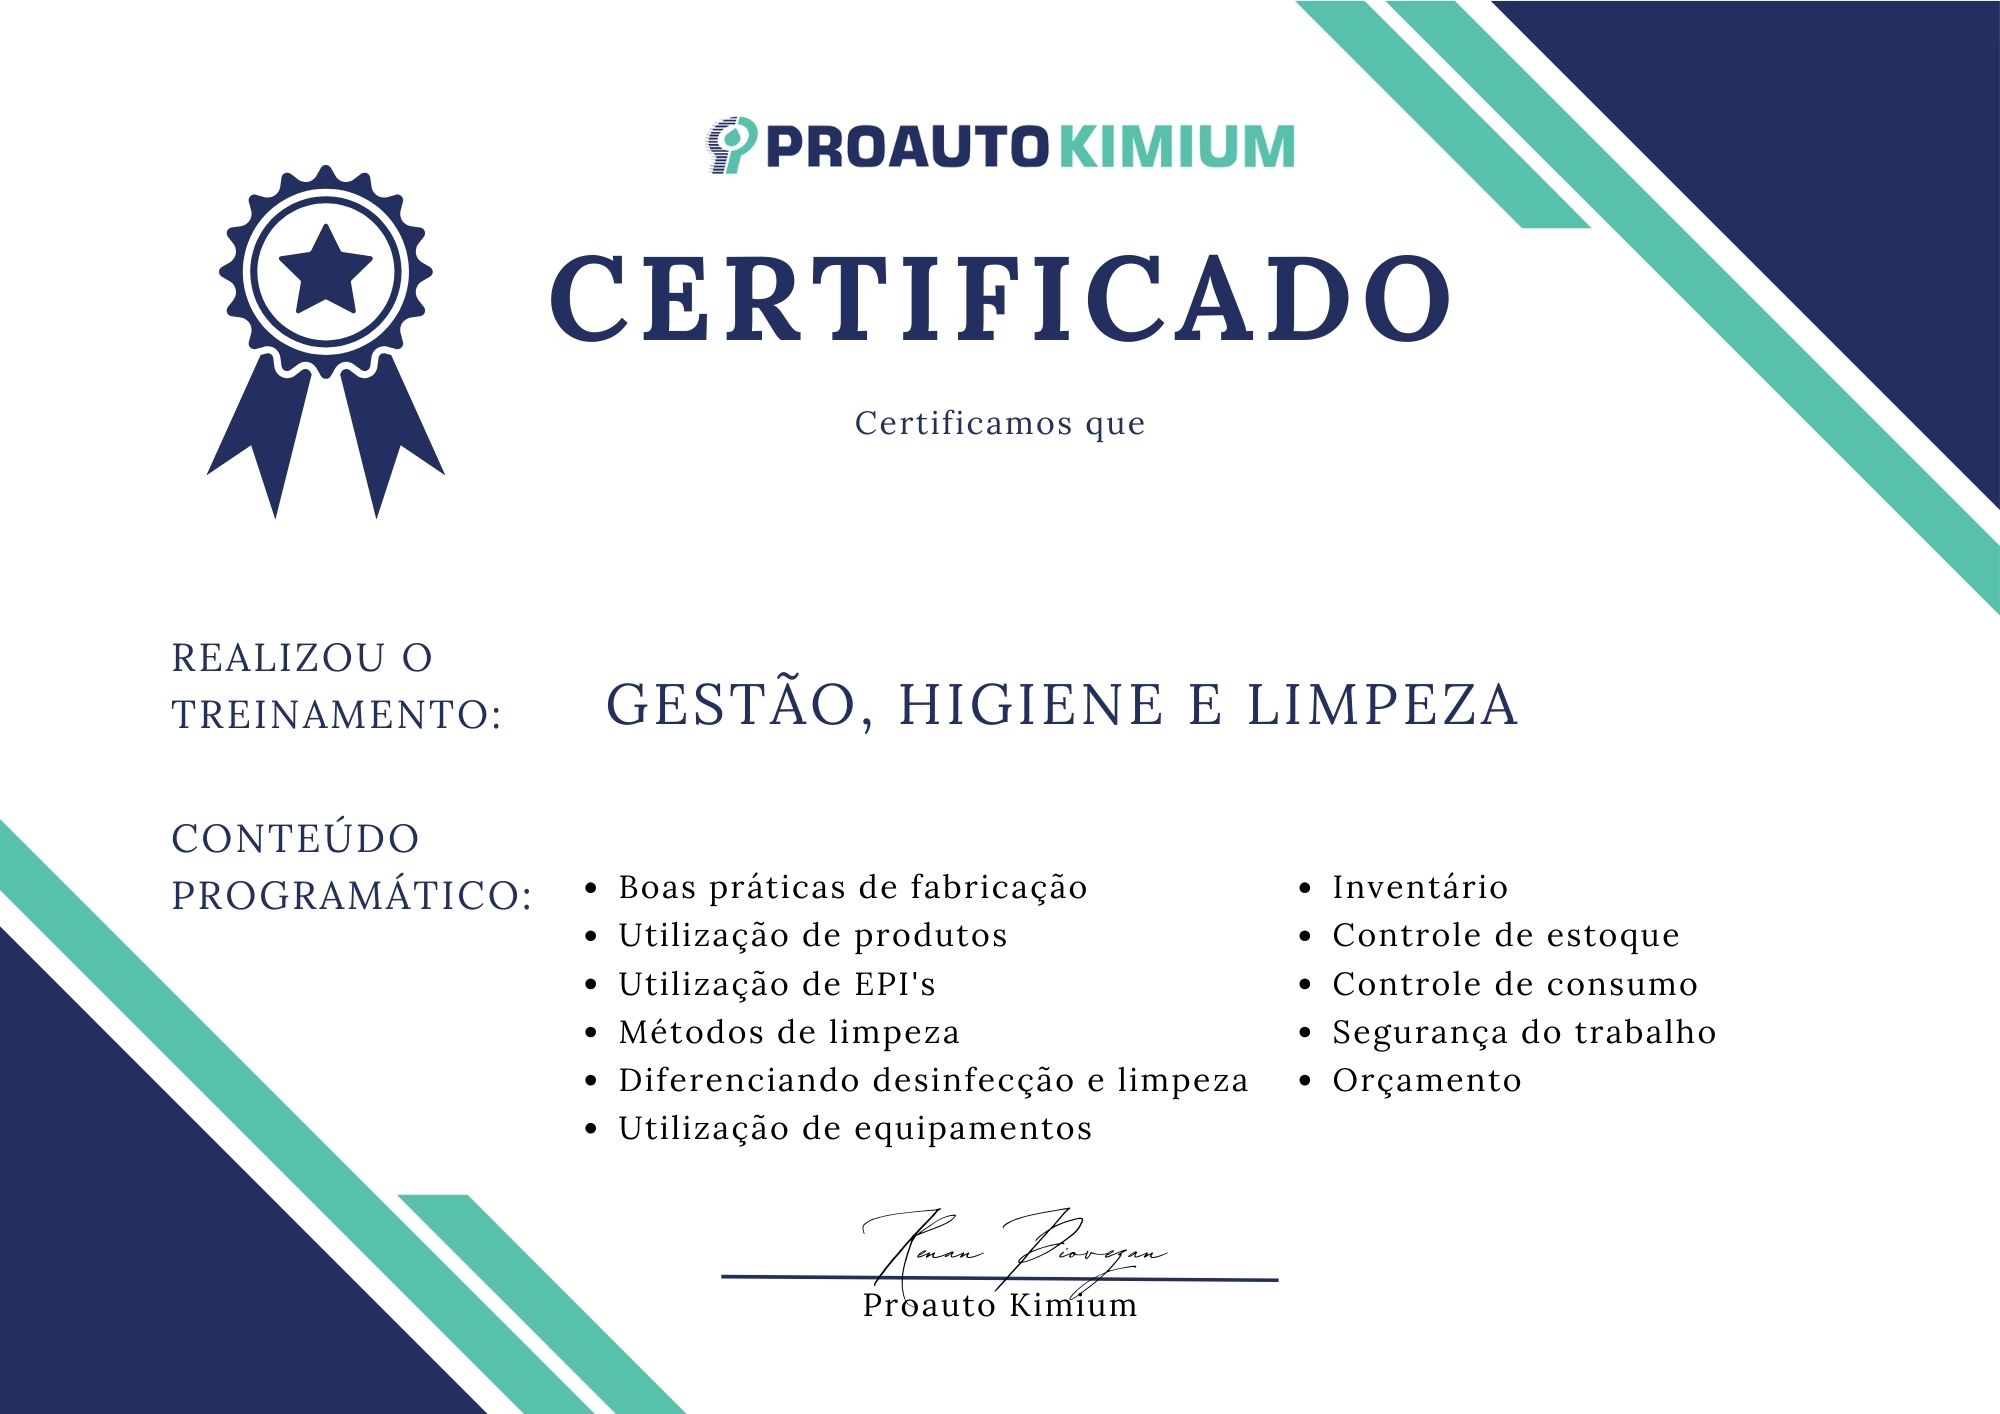 PROAUTO KIMIUM
CERTIFICADO
Certificamos que
REALIZOU O
TREINAMENTO:
GESTÃO, HIGIENE E LIMPEZA
CONTEÚDO
PROGRAMÁTICO:
• Boas práticas de fabricação
• Utilização de produtos
• Utilização de EPI's
• Métodos de limpeza
• Diferenciando desinfecção e limpeza
• Utilização de equipamentos
• Inventário
• Controle de estoque
• Controle de consumo
• Segurança do trabalho
• Orçamento
Renan Piovezan
Proauto Kimium